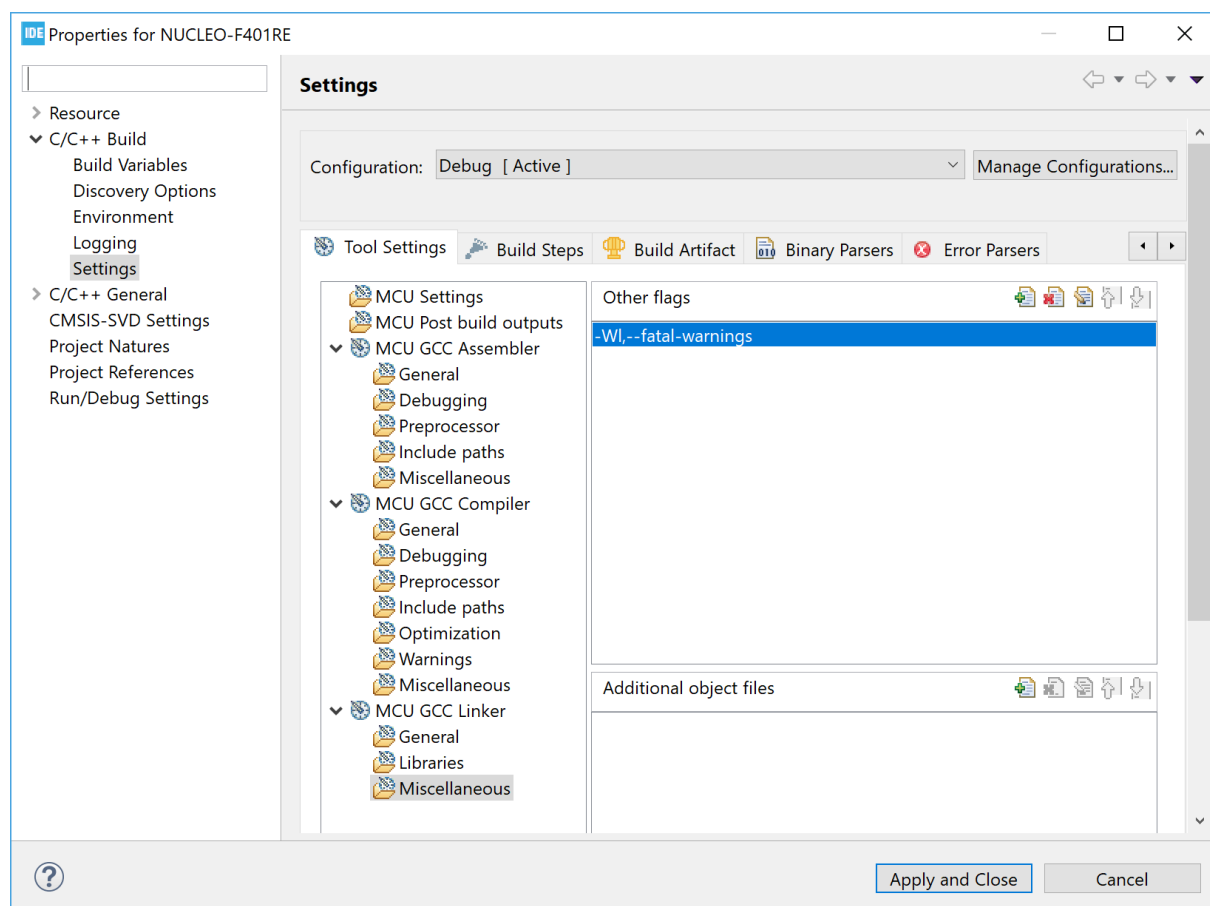 IDE Properties for NUCLEO-F401RE
Resource
C/C++ Build
Build Variables
Discovery Options
Environment
Logging
Settings
C/C++ General
CMSIS-SVD Settings
Project Natures
Project References
Run/Debug Settings
Settings
Configuration: Debug [ Active ] Manage Configurations...
Tool Settings Build Steps Build Artifact 010 Binary Parsers Error Parsers
MCU Settings
MCU Post build outputs
MCU GCC Assembler
General
Debugging
Preprocessor
Include paths
Miscellaneous
MCU GCC Compiler
General
Debugging
Preprocessor
Include paths
Optimization
Warnings
Miscellaneous
MCU GCC Linker
General
Libraries
Miscellaneous
Other flags
-Wl,--fatal-warnings
Additional object files
? Apply and Close Cancel